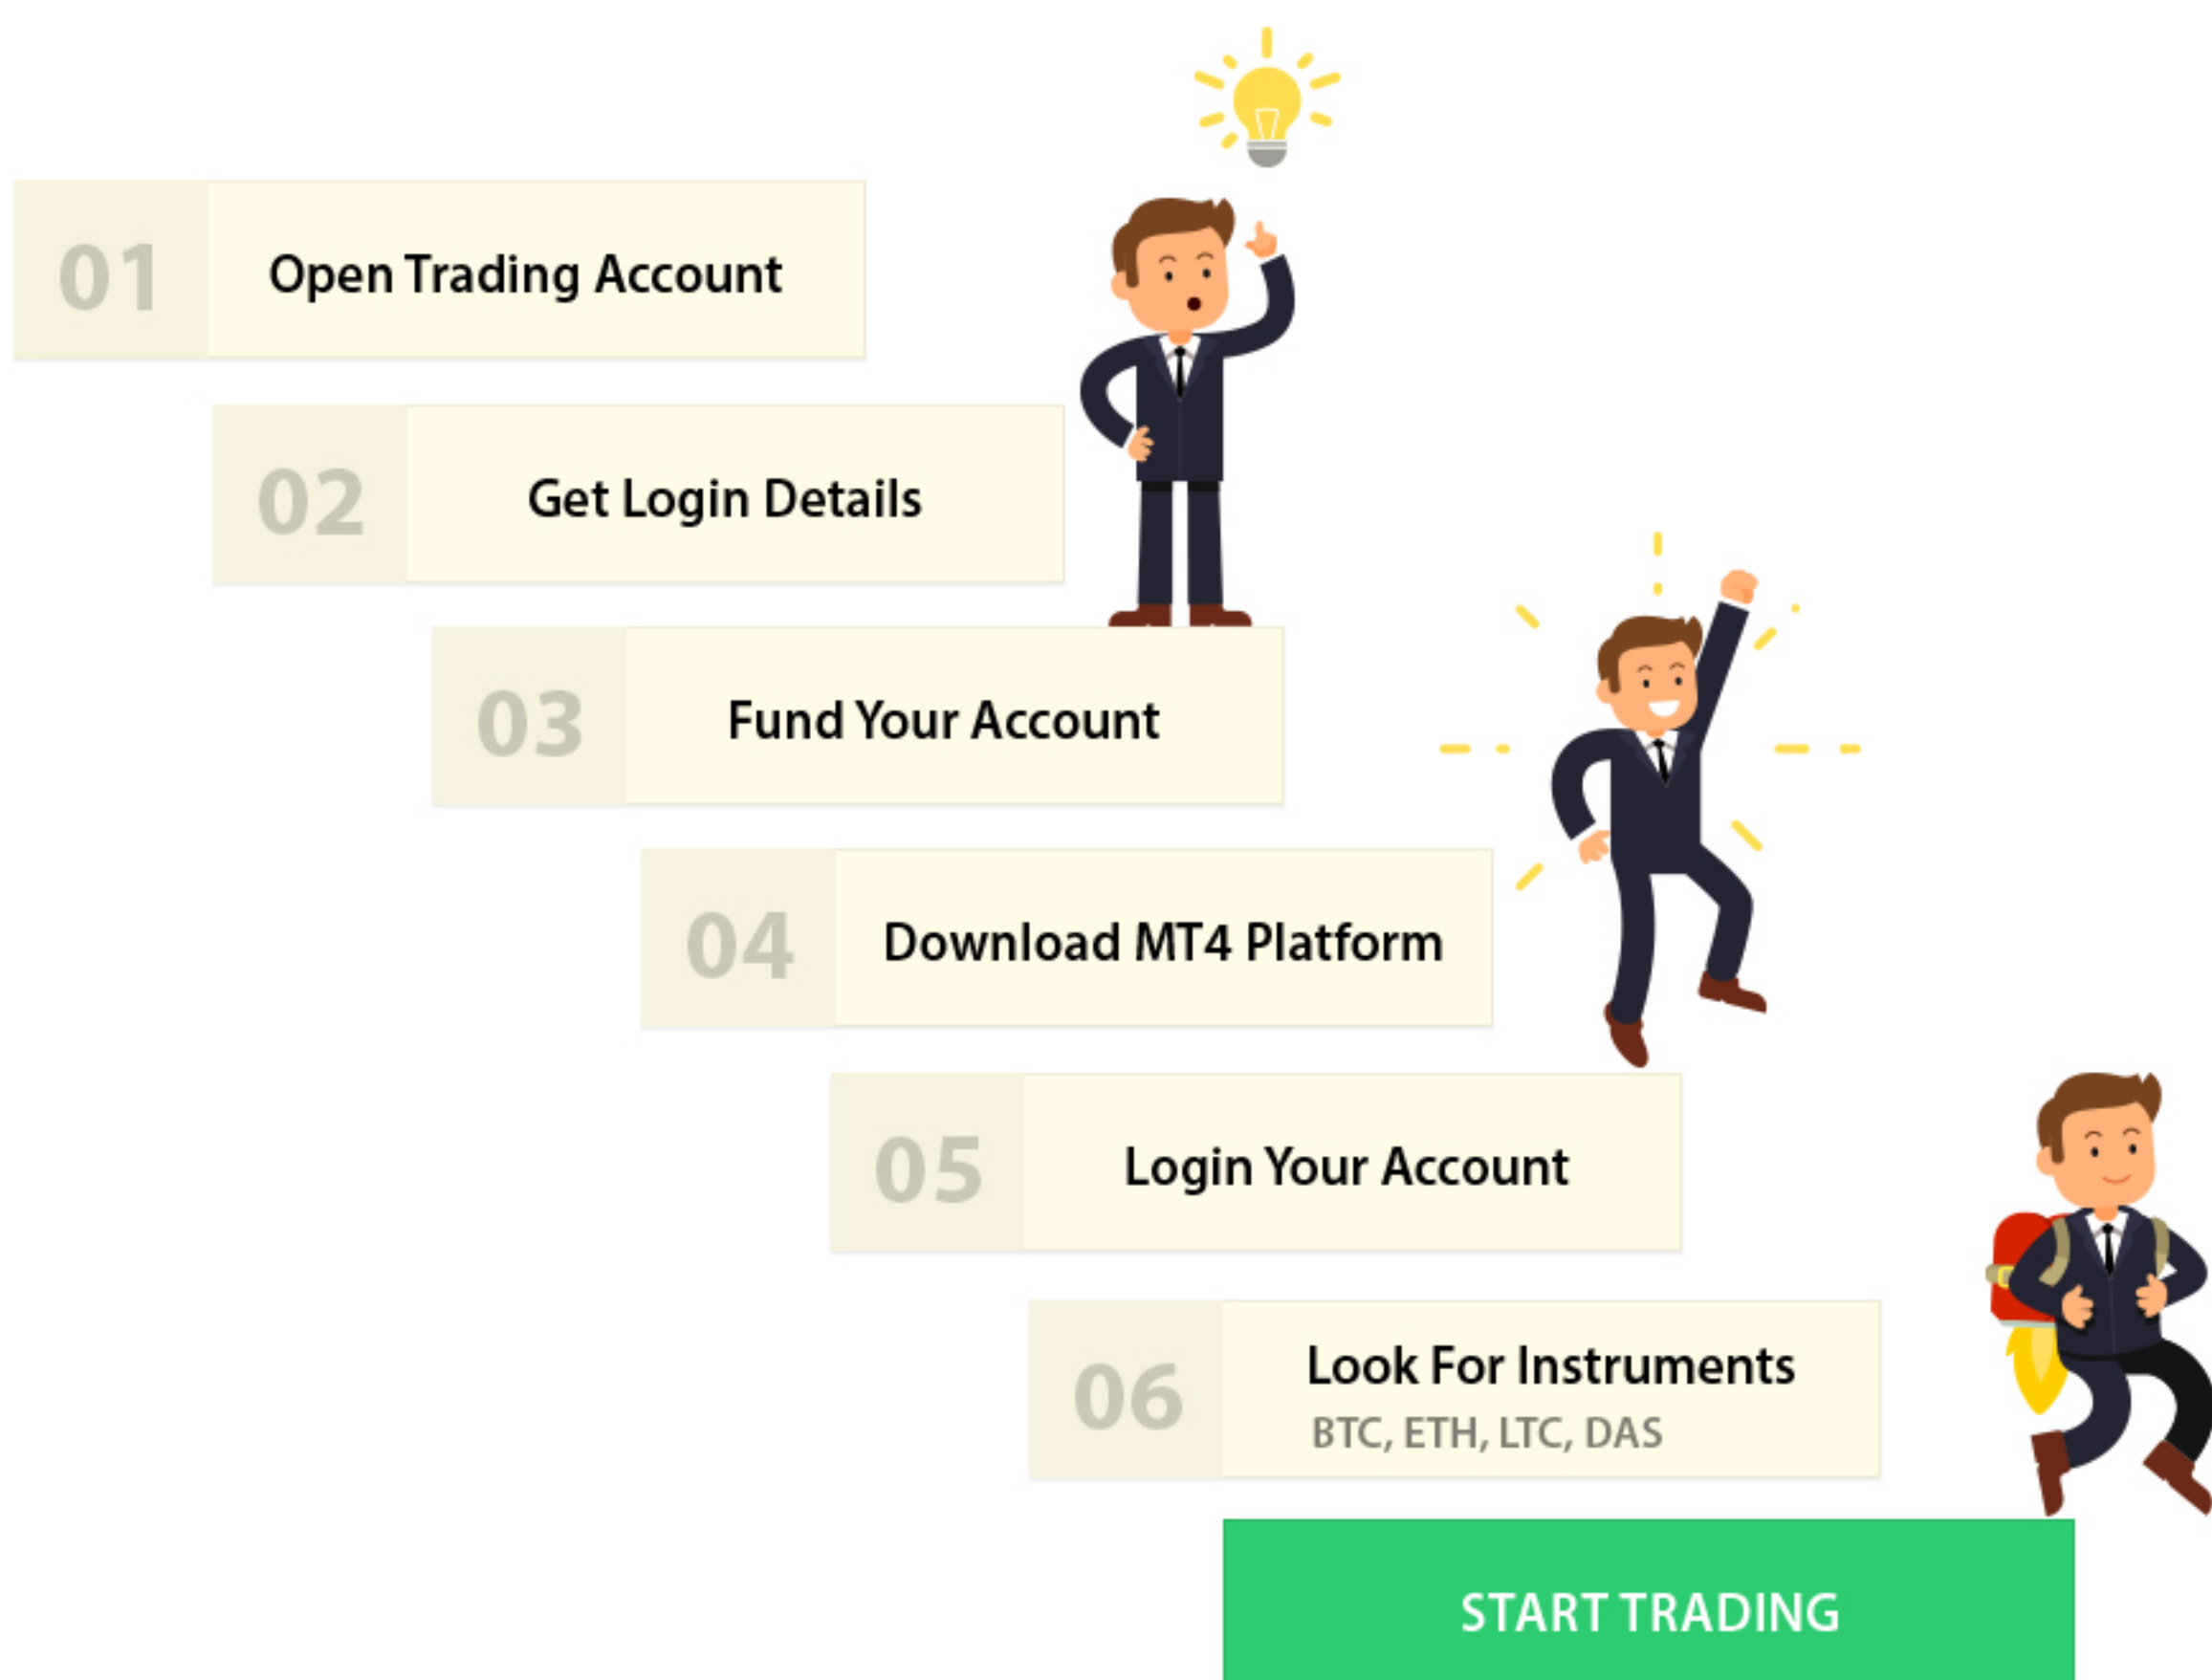 01
Open Trading Account
02
Get Login Details
03
Fund Your Account
04
Download MT4 Platform
05
Login Your Account
06
Look For Instruments
BTC, ETH, LTC, DAS
START TRADING